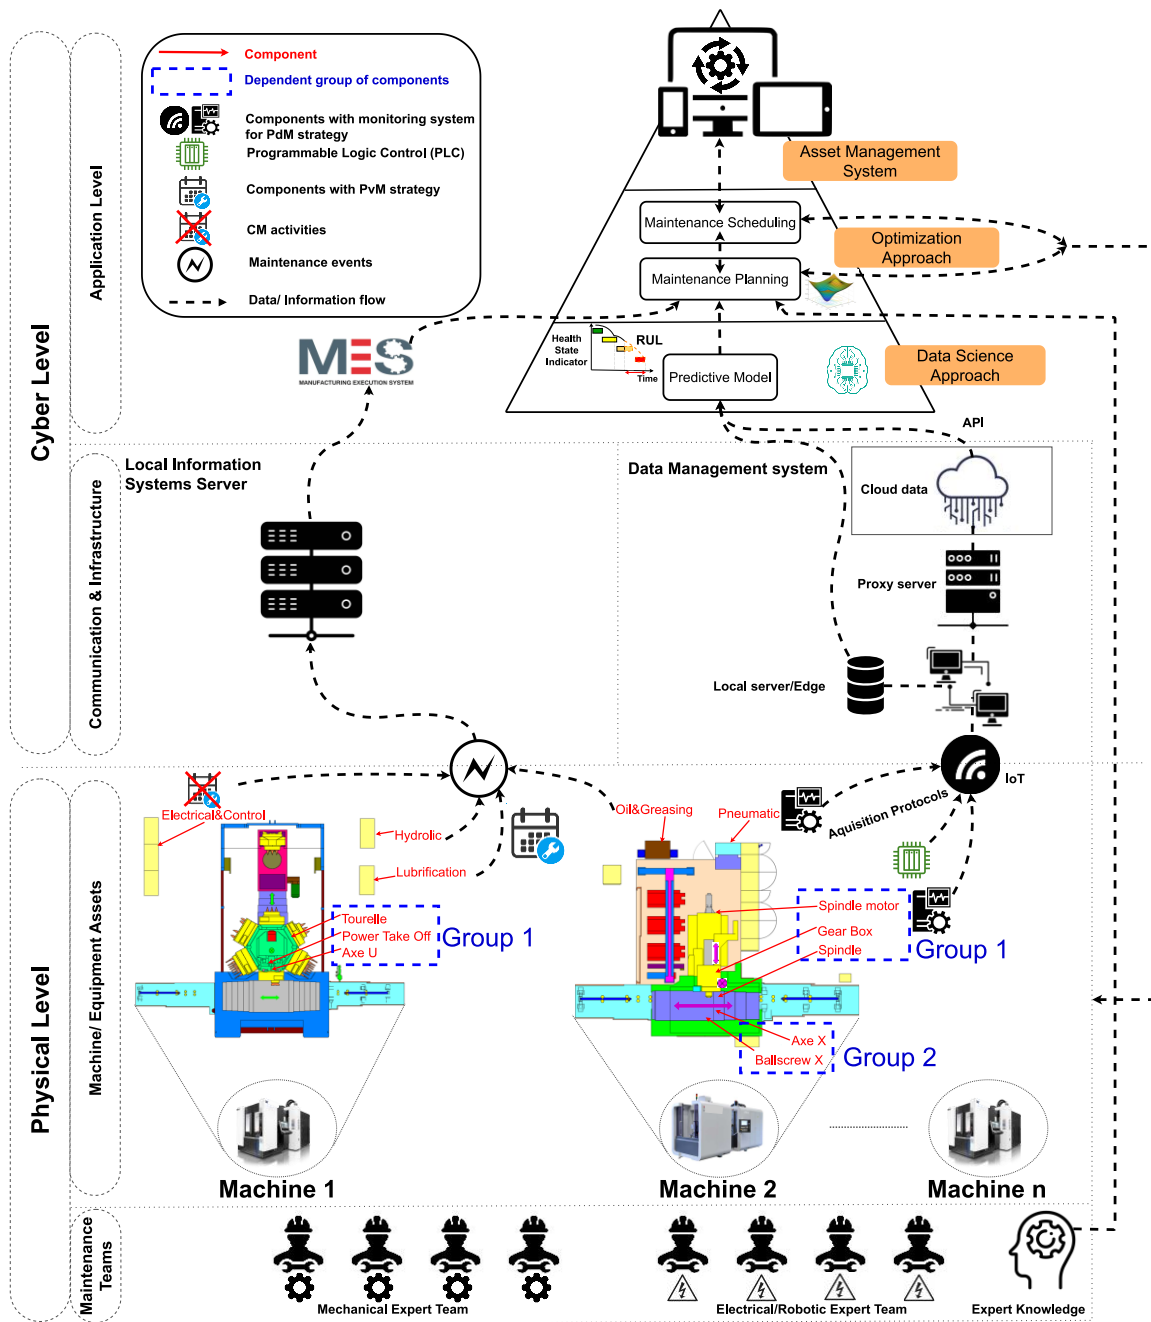 Cyber Level
Application Level
Component
Dependent group of components
Components with monitoring system
for PdM strategy
Programmable Logic Control (PLC)
Components with PvM strategy
CM activities
Maintenance events
Data/ Information flow
Asset Management
System
Maintenance Scheduling
Optimization
Approach
Maintenance Planning
Health
State
Indicator
RUL
Time
Predictive Model
Data Science
Approach
MES
MANUFACTURING EXECUTION SYSTEM
API
Communication & Infrastructure
Local Information
Systems Server
Data Management system
Cloud data
Proxy server
Local server/Edge
IoT
Aquisition Protocols
Physical Level
Machine/ Equipment Assets
Electrical&Control
Hydrolic
Lubrification
Tourelle
Power Take Off
Axe U
Group 1
Oil&Greasing
Pneumatic
Spindle motor
Gear Box
Spindle
Group 1
Axe X
Ballscrew X
Group 2
Machine 1
Machine 2
Machine n
Maintenance
Teams
Mechanical Expert Team
Electrical/Robotic Expert Team
Expert Knowledge